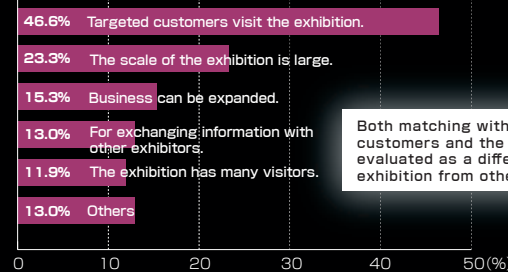 46.6% Targeted customers visit the exhibition.
23.3% The scale of the exhibition is large.
15.3% Business can be expanded.
13.0% For exchanging information with
other exhibitors.
11.9% The exhibition has many visitors.
13.0% Others
Both matching with
customers and the
evaluated as a
exhibition from
0 10 20 30 40 50(%)